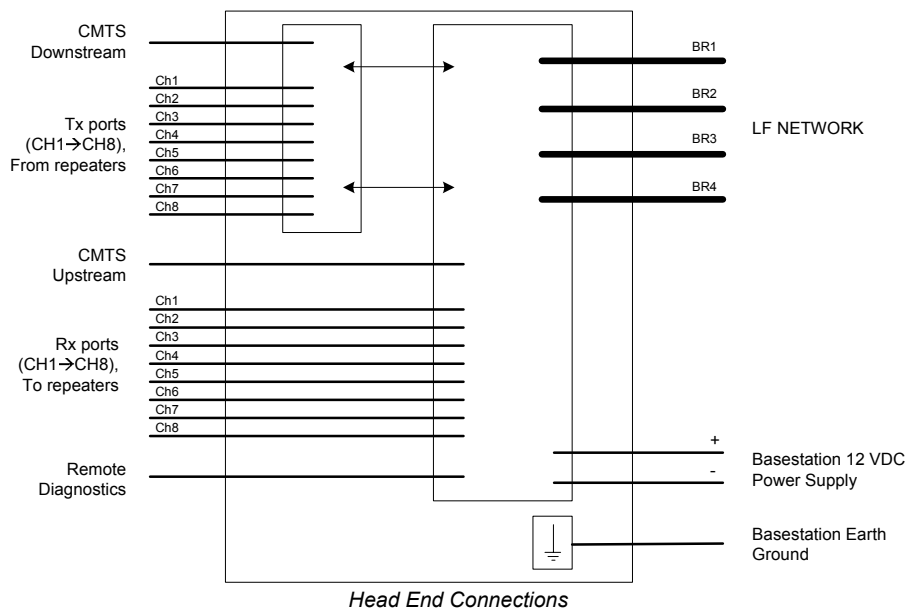 CMTS
Downstream
Ch1
Ch2
Ch3
Ch4
Ch5
Ch6
Ch7
Ch8
Tx ports
(CH1→CH8),
From repeaters
CMTS
Upstream
Ch1
Ch2
Ch3
Ch4
Ch5
Ch6
Ch7
Ch8
Rx ports
(CH1→CH8),
To repeaters
Remote
Diagnostics
BR1
BR2
BR3
BR4
LF NETWORK
+
-
Basestation 12 VDC
Power Supply
Basestation Earth
Ground
Head End Connections